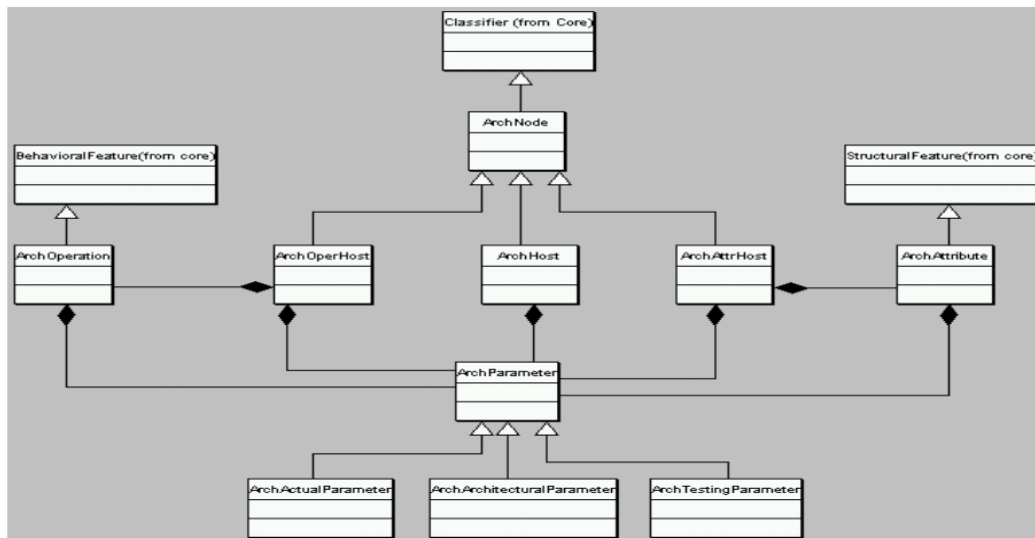 Classifier (from Core)
ArchNode
BehavioralFeature(from core)
StructuralFeature(from core)
ArchOperation
ArchOperHost
ArchHost
ArchAttrHost
ArchAttribute
ArchParameter
ArchActualParameter
ArchArchitecturalParameter
ArchTestingParameter